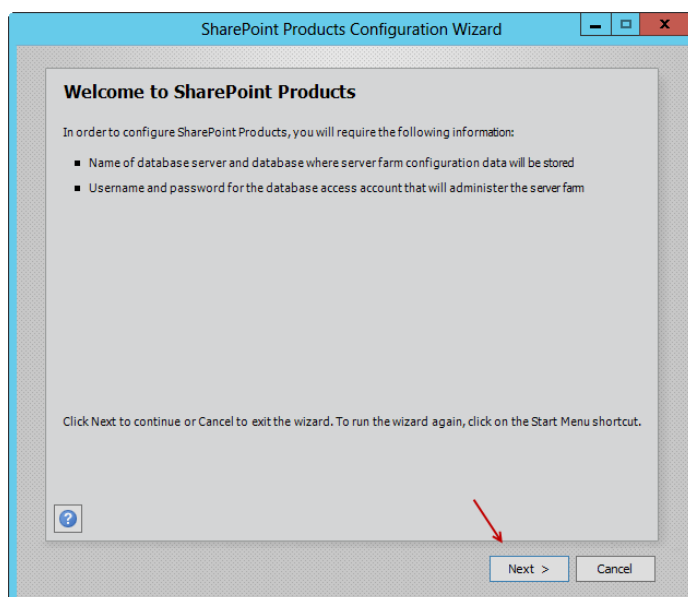 SharePoint Products Configuration Wizard
Welcome to SharePoint Products
In order to configure SharePoint Products, you will require the following information:
Name of database server and database where server farm configuration data will be stored
Username and password for the database access account that will administer the server farm
Click Next to continue or Cancel to exit the wizard. To run the wizard again, click on the Start Menu shortcut.
Next >
Cancel